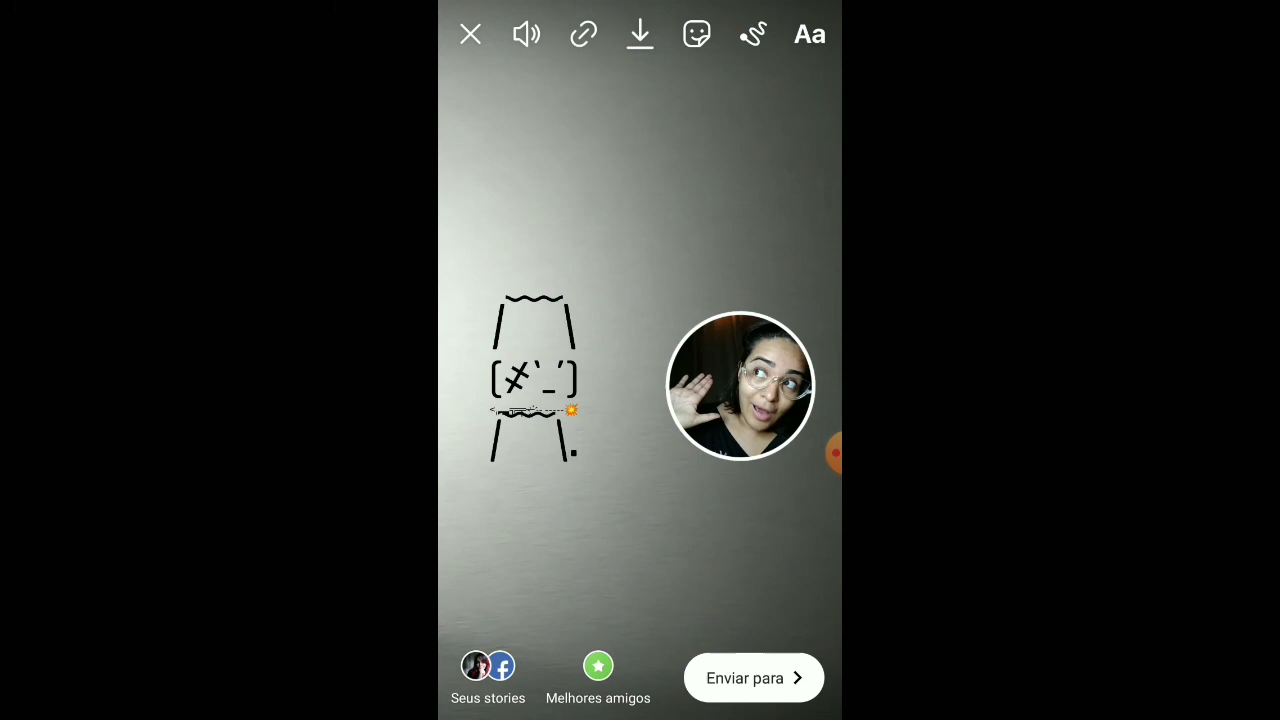 Aa
/﹏\
[҂`_´]
<,︻╦╤─ ҉ - - - - 💥
/﹏\.
Seus stories
Melhores amigos
Enviar para